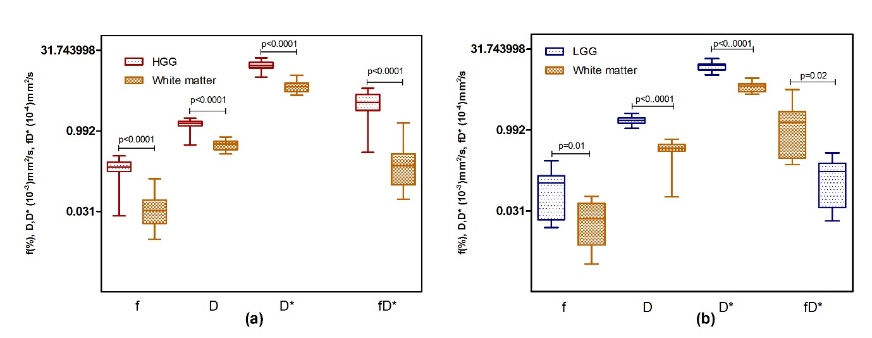 (a)
f(%), D,D* (10⁻³)mm²/s, fD* (10⁻⁴)mm²/s
31.743998
0.992
0.031
HGG
White matter
p<0.0001
p<0.0001
p<0.0001
p<0.0001
f D D* fD*
(a)
(b)
f(%), D,D* (10⁻³)mm²/s, fD* (10⁻⁴)mm²/s
31.743998
0.992
0.031
LGG
White matter
p=0.01
p<0..0001
p<0..0001
p=0.02
f D D* fD*
(b)